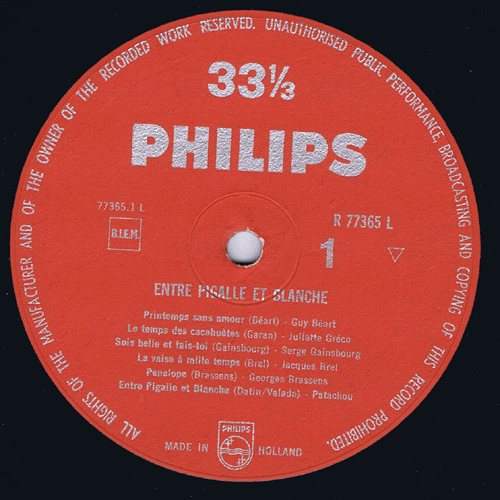 ALL RIGHTS OF THE MANUFACTURER AND OF THE OWNER OF THE RECORDED WORK RESERVED. UNAUTHORISED PUBLIC PERFORMANCE, BROADCASTING AND COPYING OF THIS RECORD PROHIBITED.
33⅓
PHILIPS
77365.1 L
R 77365 L
B.I.E.M.
1
ENTRE PIGALLE ET BLANCHE
Printemps sans amour (Géart) - Guy Béart
Le temps des cacahuètes (Garan) - Juliette Gréco
Sois belle et tais-toi (Gainsbourg) - Serge Gainsbourg
La valse à mille temps (Brel) - Jacques Brel
Penelope (Brassens) - Georges Brassens
Entre Pigalle et Blanche (Datin/Valade) - Patachou
MADE IN
PHILIPS
HOLLAND